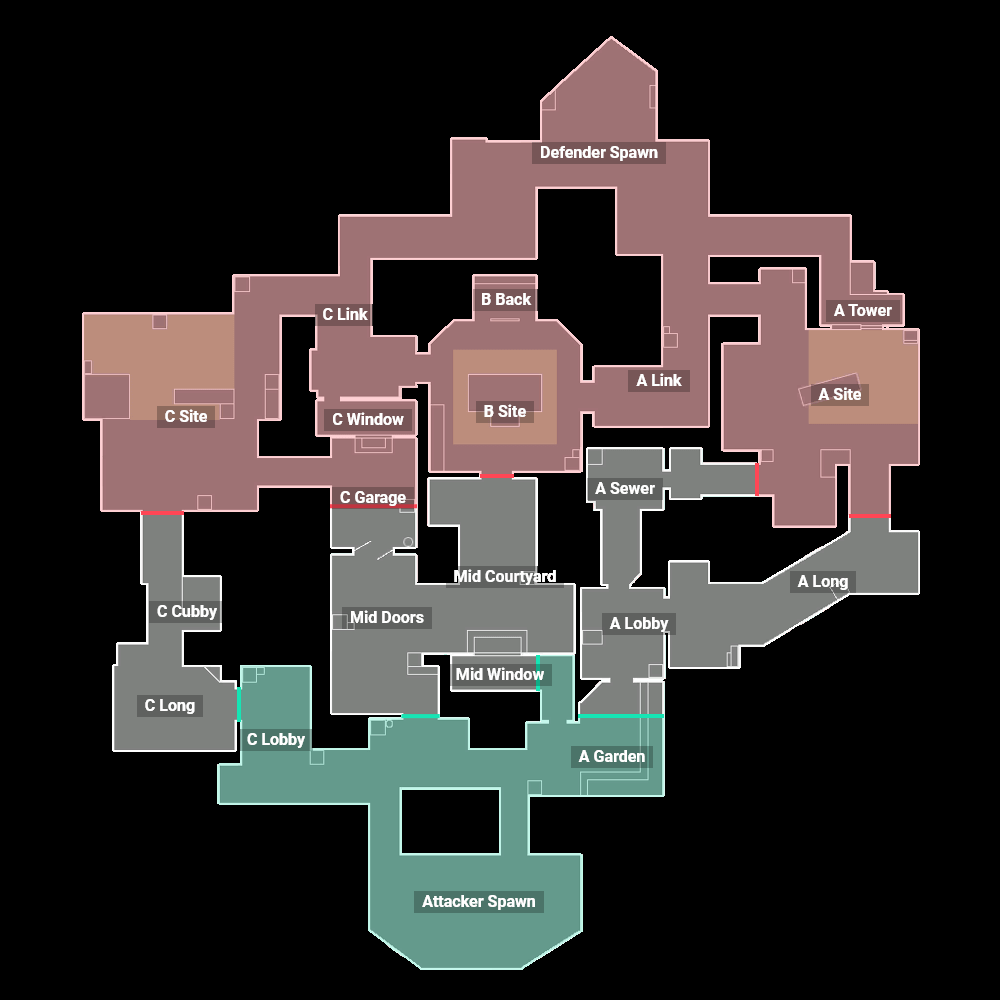 Defender Spawn
B Back
A Tower
C Link
A Link
A Site
B Site
C Site
C Window
A Sewer
C Garage
Mid Courtyard
A Long
C Cubby
Mid Doors
A Lobby
Mid Window
C Long
C Lobby
A Garden
Attacker Spawn